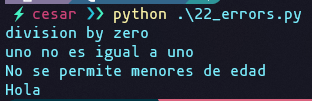 cesar ❯❯ python .\22_errors.py
division by zero
uno no es igual a uno
No se permite menores de edad
Hola